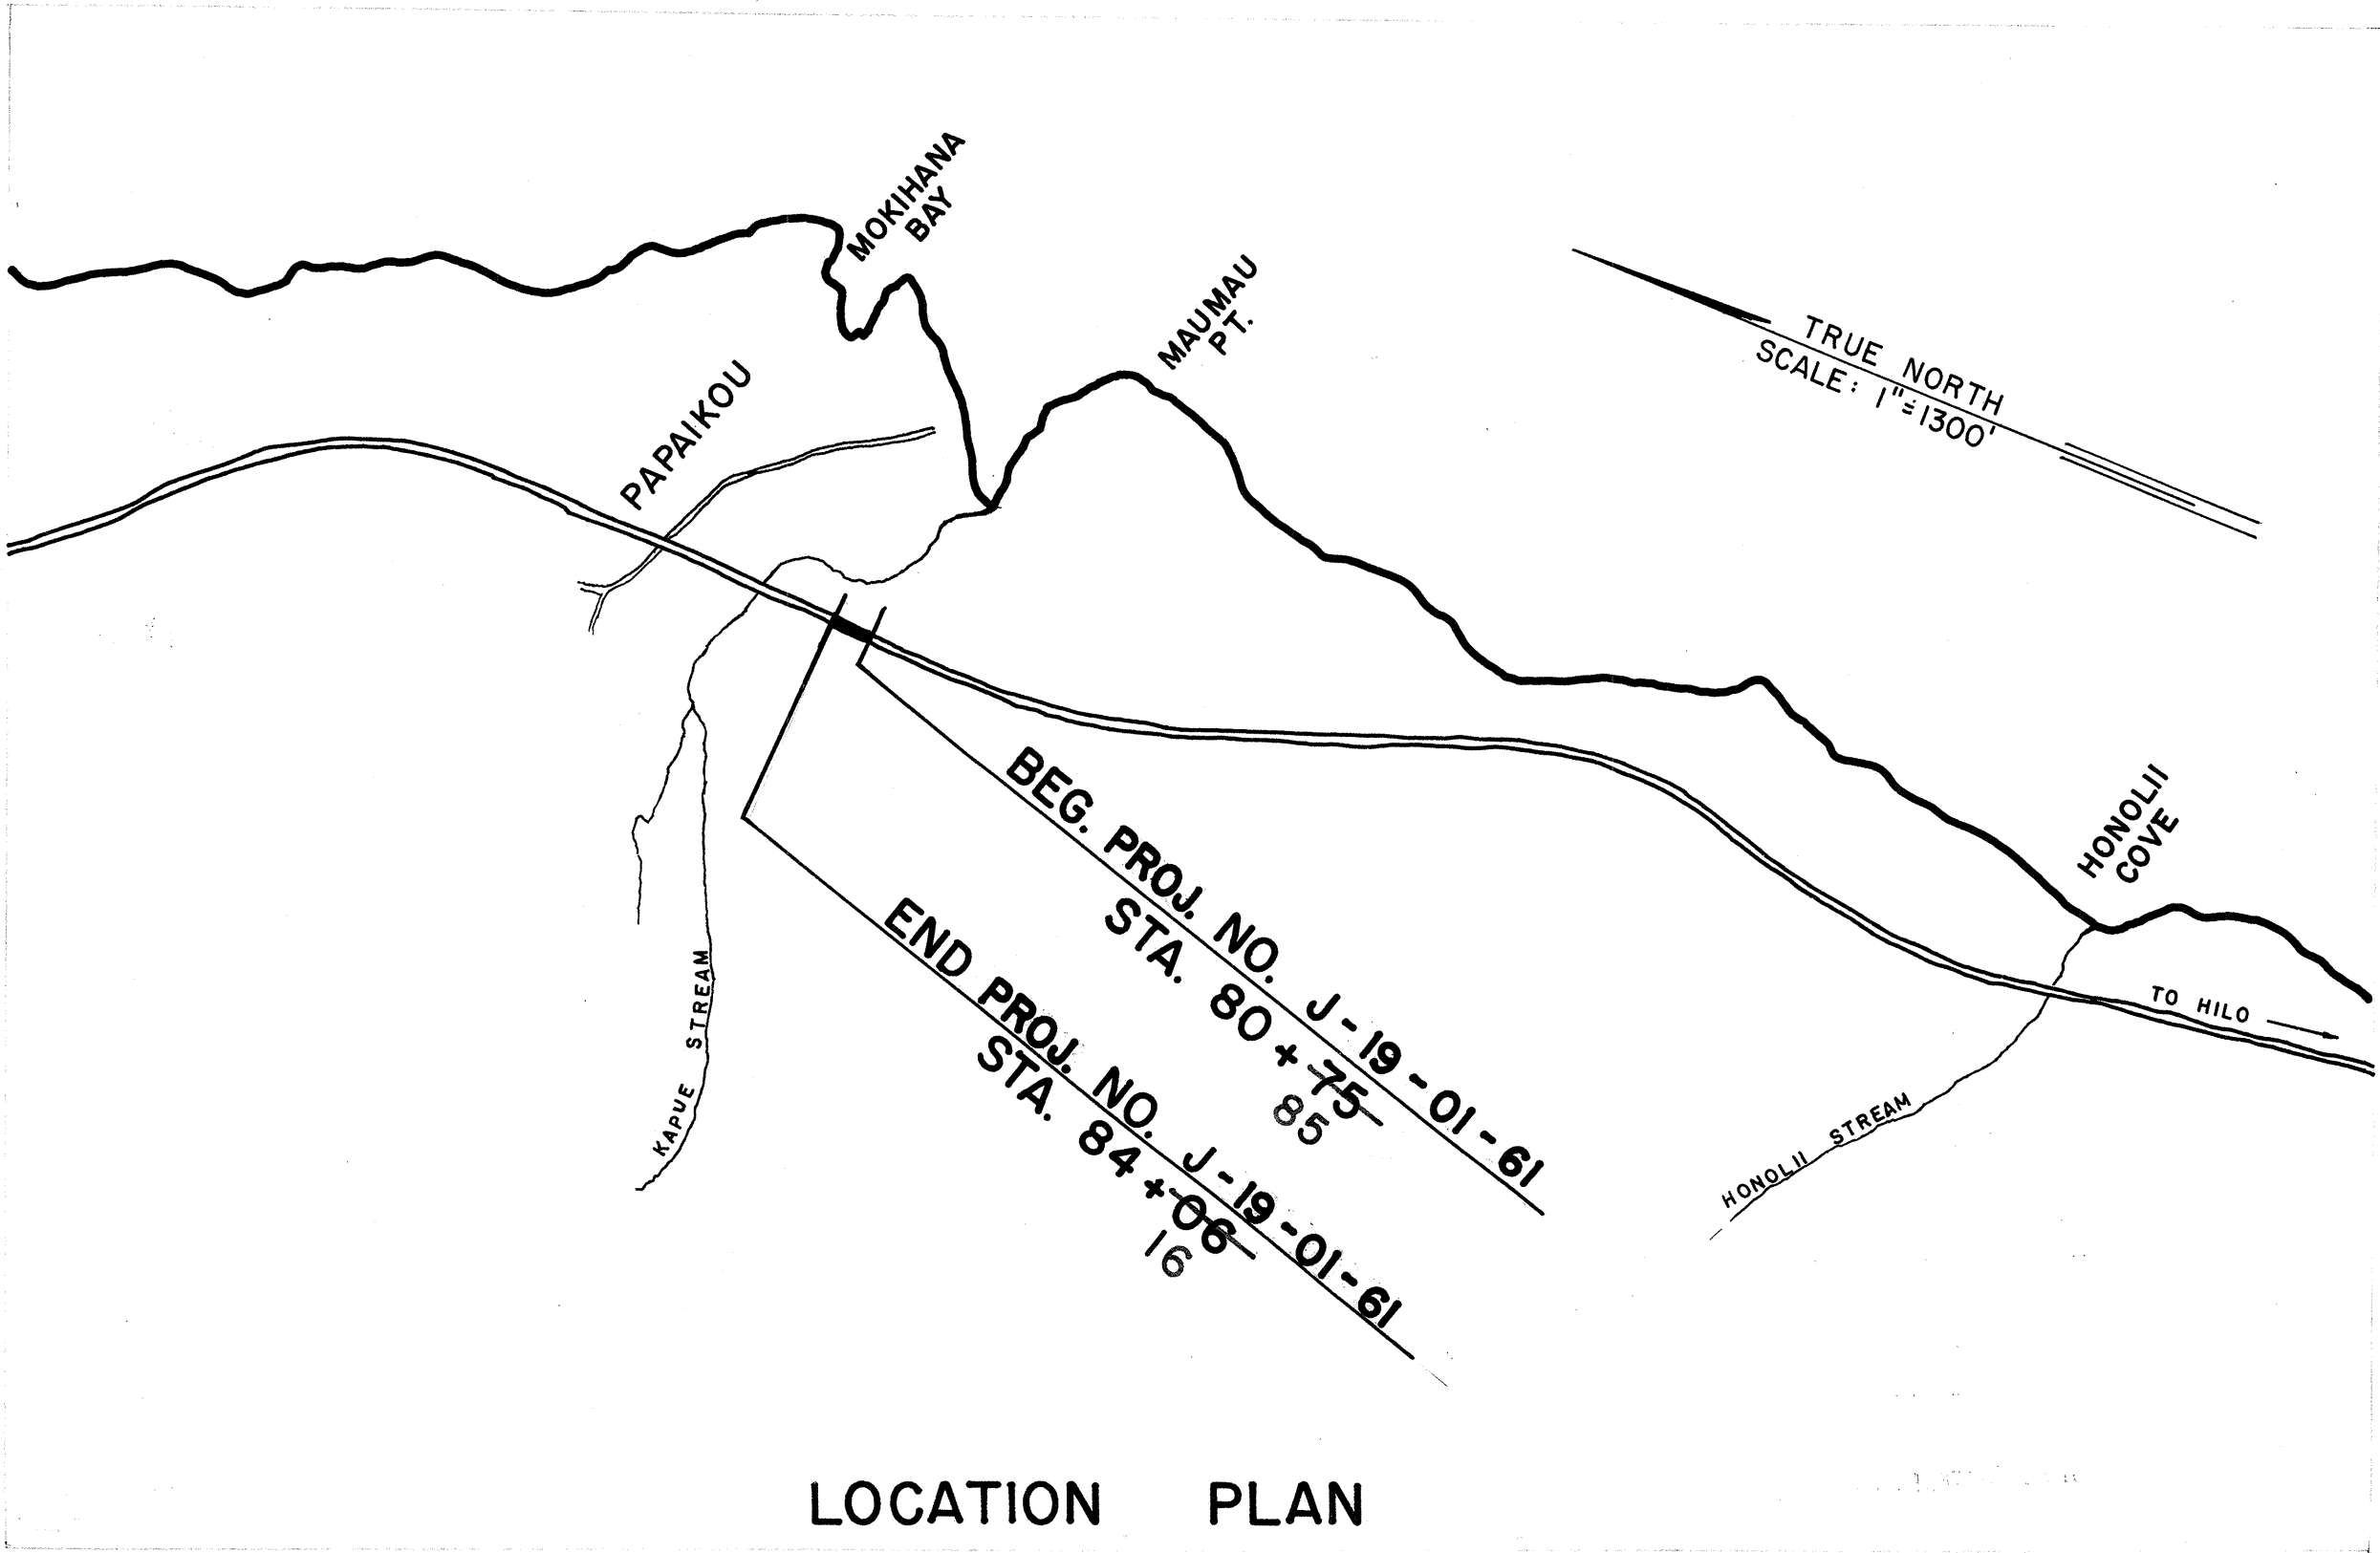 MOKIHANA
BAY
MAUMAU
PT.
TRUE NORTH
SCALE: 1"=1300'
PAPAIKOU
HONOLII
COVE
BEG. PROJ. NO. J-19-01-61
STA. 80+75
85
END PROJ. NO. J-19-01-61
STA. 84+06
16
TO HILO
KAPUE STREAM
HONOLII STREAM
LOCATION PLAN